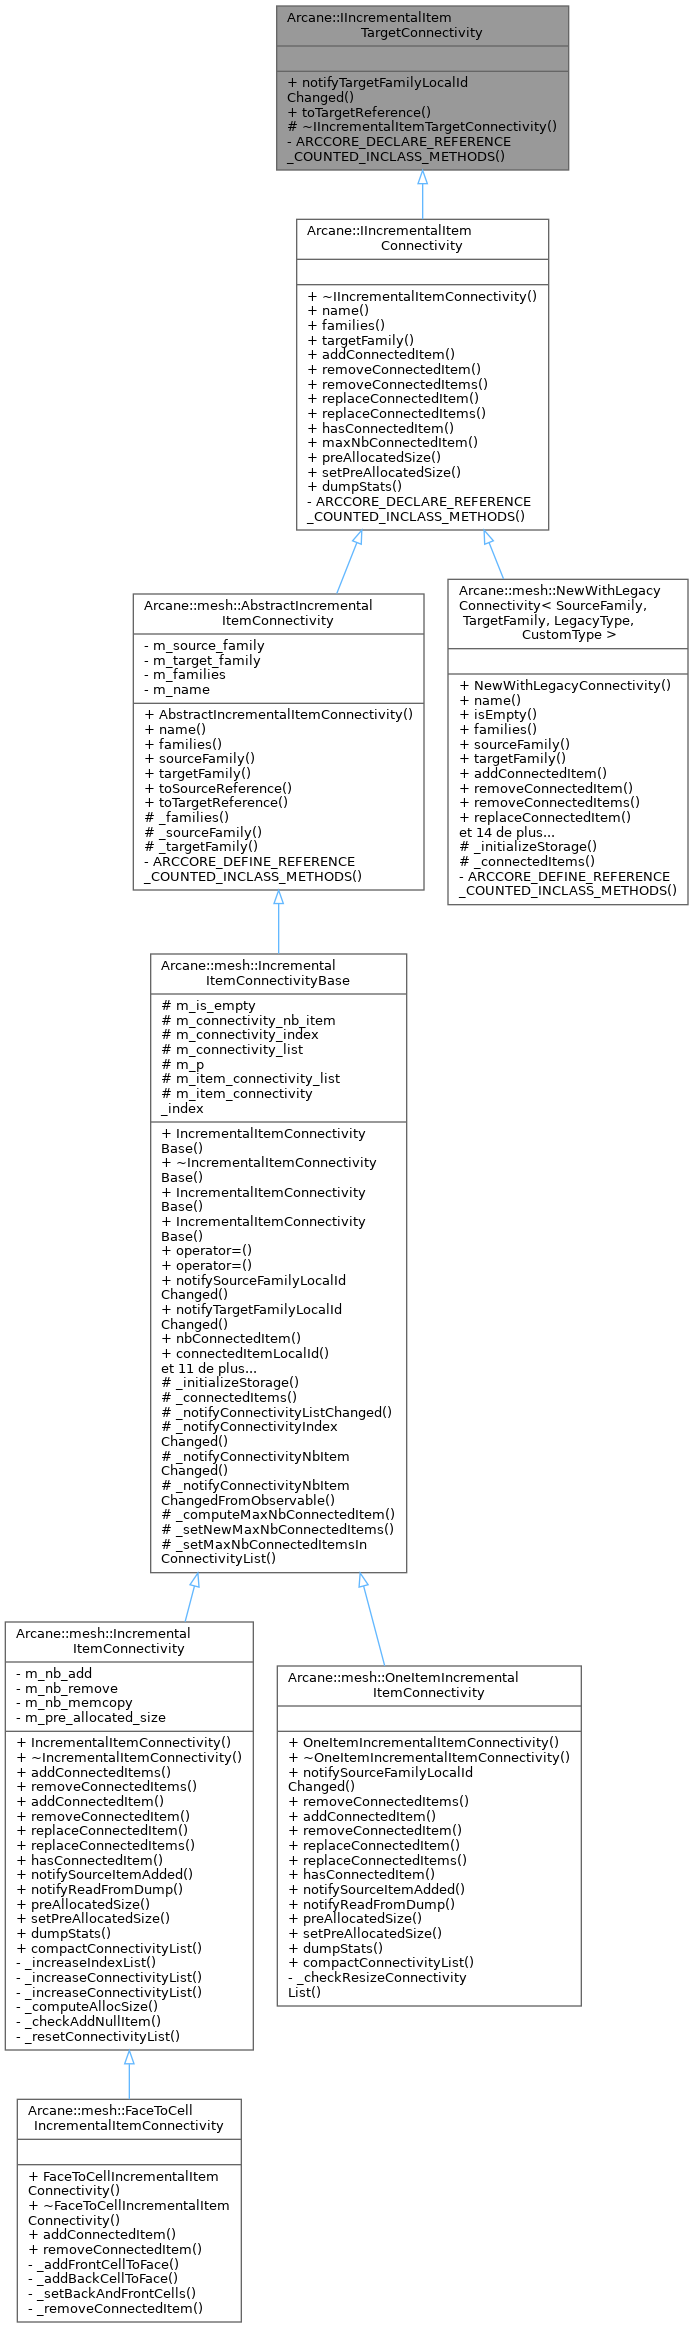 Arcane::IIncrementalItem
TargetConnectivity
+ notifyTargetFamilyLocalId
Changed()
+ toTargetReference()
# ~IIncrementalItemTargetConnectivity()
- ARCCORE_DECLARE_REFERENCE
_COUNTED_INCLASS_METHODS()
Arcane::IIncrementalItem
Connectivity
+ ~IIncrementalItemConnectivity()
+ name()
+ families()
+ targetFamily()
+ addConnectedItem()
+ removeConnectedItem()
+ removeConnectedItems()
+ replaceConnectedItem()
+ replaceConnectedItems()
+ hasConnectedItem()
+ maxNbConnectedItem()
+ preAllocatedSize()
+ setPreAllocatedSize()
+ dumpStats()
- ARCCORE_DECLARE_REFERENCE
_COUNTED_INCLASS_METHODS()
Arcane::mesh::AbstractIncremental
ItemConnectivity
- m_source_family
- m_target_family
- m_families
- m_name
+ AbstractIncrementalItemConnectivity()
+ name()
+ families()
+ sourceFamily()
+ targetFamily()
+ toSourceReference()
+ toTargetReference()
# _families()
# _sourceFamily()
# _targetFamily()
- ARCCORE_DEFINE_REFERENCE
_COUNTED_INCLASS_METHODS()
Arcane::mesh::NewWithLegacy
Connectivity< SourceFamily,
TargetFamily, LegacyType,
CustomType >
+ NewWithLegacyConnectivity()
+ name()
+ isEmpty()
+ families()
+ sourceFamily()
+ targetFamily()
+ addConnectedItem()
+ removeConnectedItem()
+ removeConnectedItems()
+ replaceConnectedItem()
et 14 de plus...
# _initializeStorage()
# _connectedItems()
- ARCCORE_DEFINE_REFERENCE
_COUNTED_INCLASS_METHODS()
Arcane::mesh::Incremental
ItemConnectivityBase
# m_is_empty
# m_connectivity_nb_item
# m_connectivity_index
# m_connectivity_list
# m_p
# m_item_connectivity_list
# m_item_connectivity
_index
+ IncrementalItemConnectivity
Base()
+ ~IncrementalItemConnectivity
Base()
+ IncrementalItemConnectivity
Base()
+ IncrementalItemConnectivity
Base()
+ operator=()
+ operator=()
+ notifySourceFamilyLocalId
Changed()
+ notifyTargetFamilyLocalId
Changed()
+ nbConnectedItem()
+ connectedItemLocalId()
et 11 de plus...
# _initializeStorage()
# _connectedItems()
# _notifyConnectivityListChanged()
# _notifyConnectivityIndex
Changed()
# _notifyConnectivityNbItem
Changed()
# _notifyConnectivityNbItem
ChangedFromObservable()
# _computeMaxNbConnectedItem()
# _setNewMaxNbConnectedItems()
# _setMaxNbConnectedItemsIn
ConnectivityList()
Arcane::mesh::Incremental
ItemConnectivity
- m_nb_add
- m_nb_remove
- m_nb_memcopy
- m_pre_allocated_size
+ IncrementalItemConnectivity()
+ ~IncrementalItemConnectivity()
+ addConnectedItems()
+ removeConnectedItems()
+ addConnectedItem()
+ removeConnectedItem()
+ replaceConnectedItem()
+ replaceConnectedItems()
+ hasConnectedItem()
+ notifySourceItemAdded()
+ notifyReadFromDump()
+ preAllocatedSize()
+ setPreAllocatedSize()
+ dumpStats()
+ compactConnectivityList()
- _increaseIndexList()
- _increaseConnectivityList()
- _increaseConnectivityList()
- _computeAllocSize()
- _checkAddNullItem()
- _resetConnectivityList()
Arcane::mesh::OneItemIncremental
ItemConnectivity
+ OneItemIncrementalItemConnectivity()
+ ~OneItemIncrementalItemConnectivity()
+ notifySourceFamilyLocalId
Changed()
+ removeConnectedItems()
+ addConnectedItem()
+ removeConnectedItem()
+ replaceConnectedItem()
+ replaceConnectedItems()
+ hasConnectedItem()
+ notifySourceItemAdded()
+ notifyReadFromDump()
+ preAllocatedSize()
+ setPreAllocatedSize()
+ dumpStats()
+ compactConnectivityList()
- _checkResizeConnectivity
List()
Arcane::mesh::FaceToCell
IncrementalItemConnectivity
+ FaceToCellIncrementalItem
Connectivity()
+ ~FaceToCellIncrementalItem
Connectivity()
+ addConnectedItem()
+ removeConnectedItem()
- _addFrontCellToFace()
- _addBackCellToFace()
- _setBackAndFrontCells()
- _removeConnectedItem()